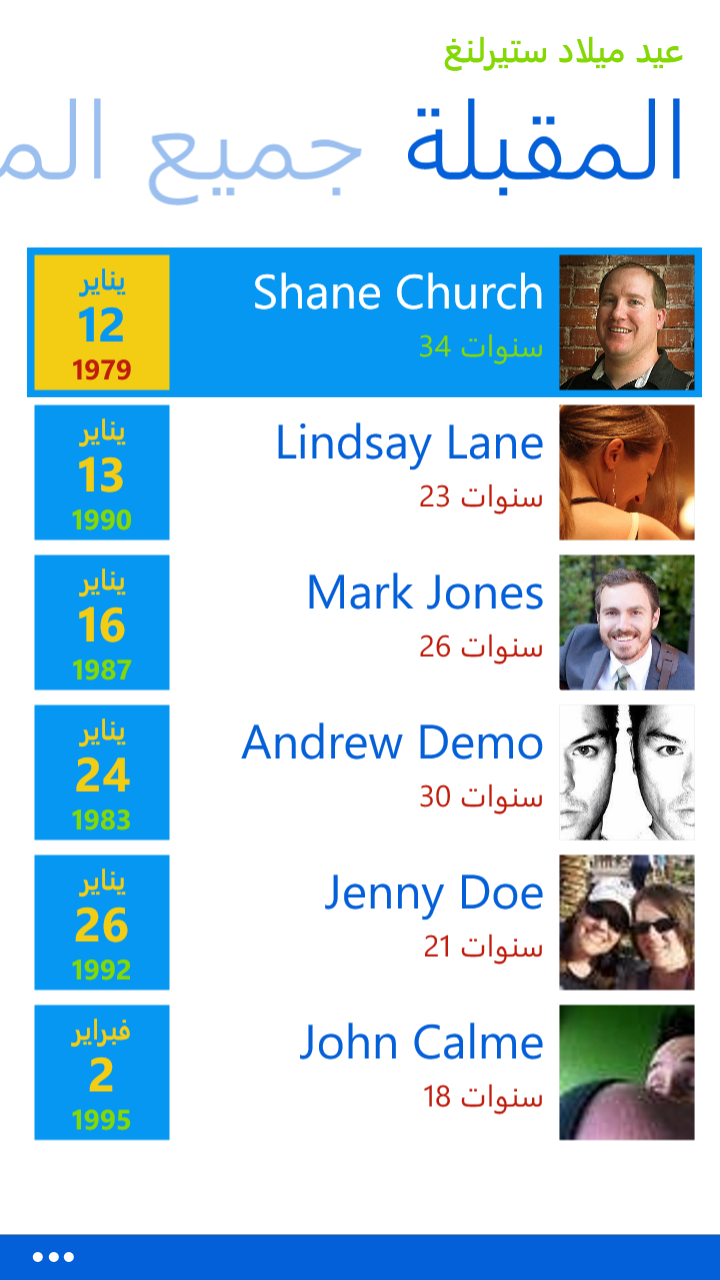 عيد ميلاد ستيرلنغ
المقبلة جميع الم
Shane Church
34 سنوات
يناير
12
1979
Lindsay Lane
23 سنوات
يناير
13
1990
Mark Jones
26 سنوات
يناير
16
1987
Andrew Demo
30 سنوات
يناير
24
1983
Jenny Doe
21 سنوات
يناير
26
1992
John Calme
18 سنوات
فبراير
2
1995